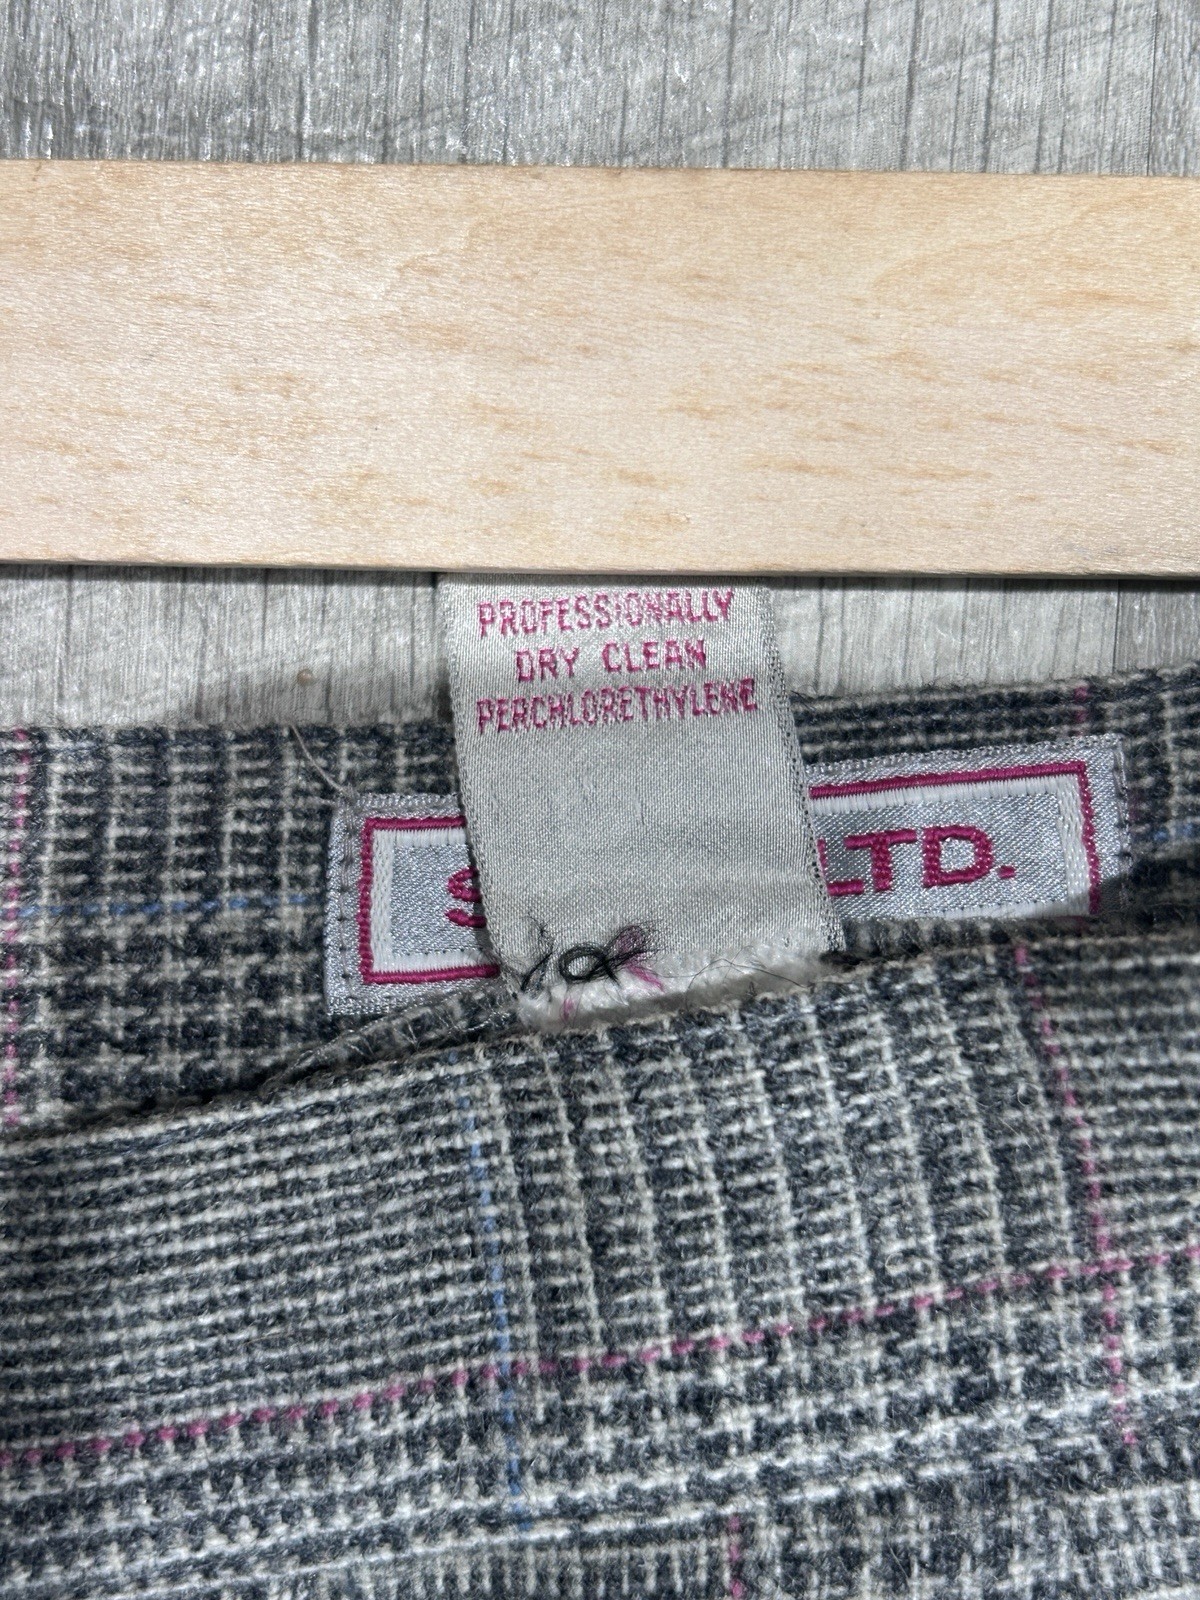 PROFESSIONALLY
DRY CLEAN
PERCHLORETHYLENE
S LTD.